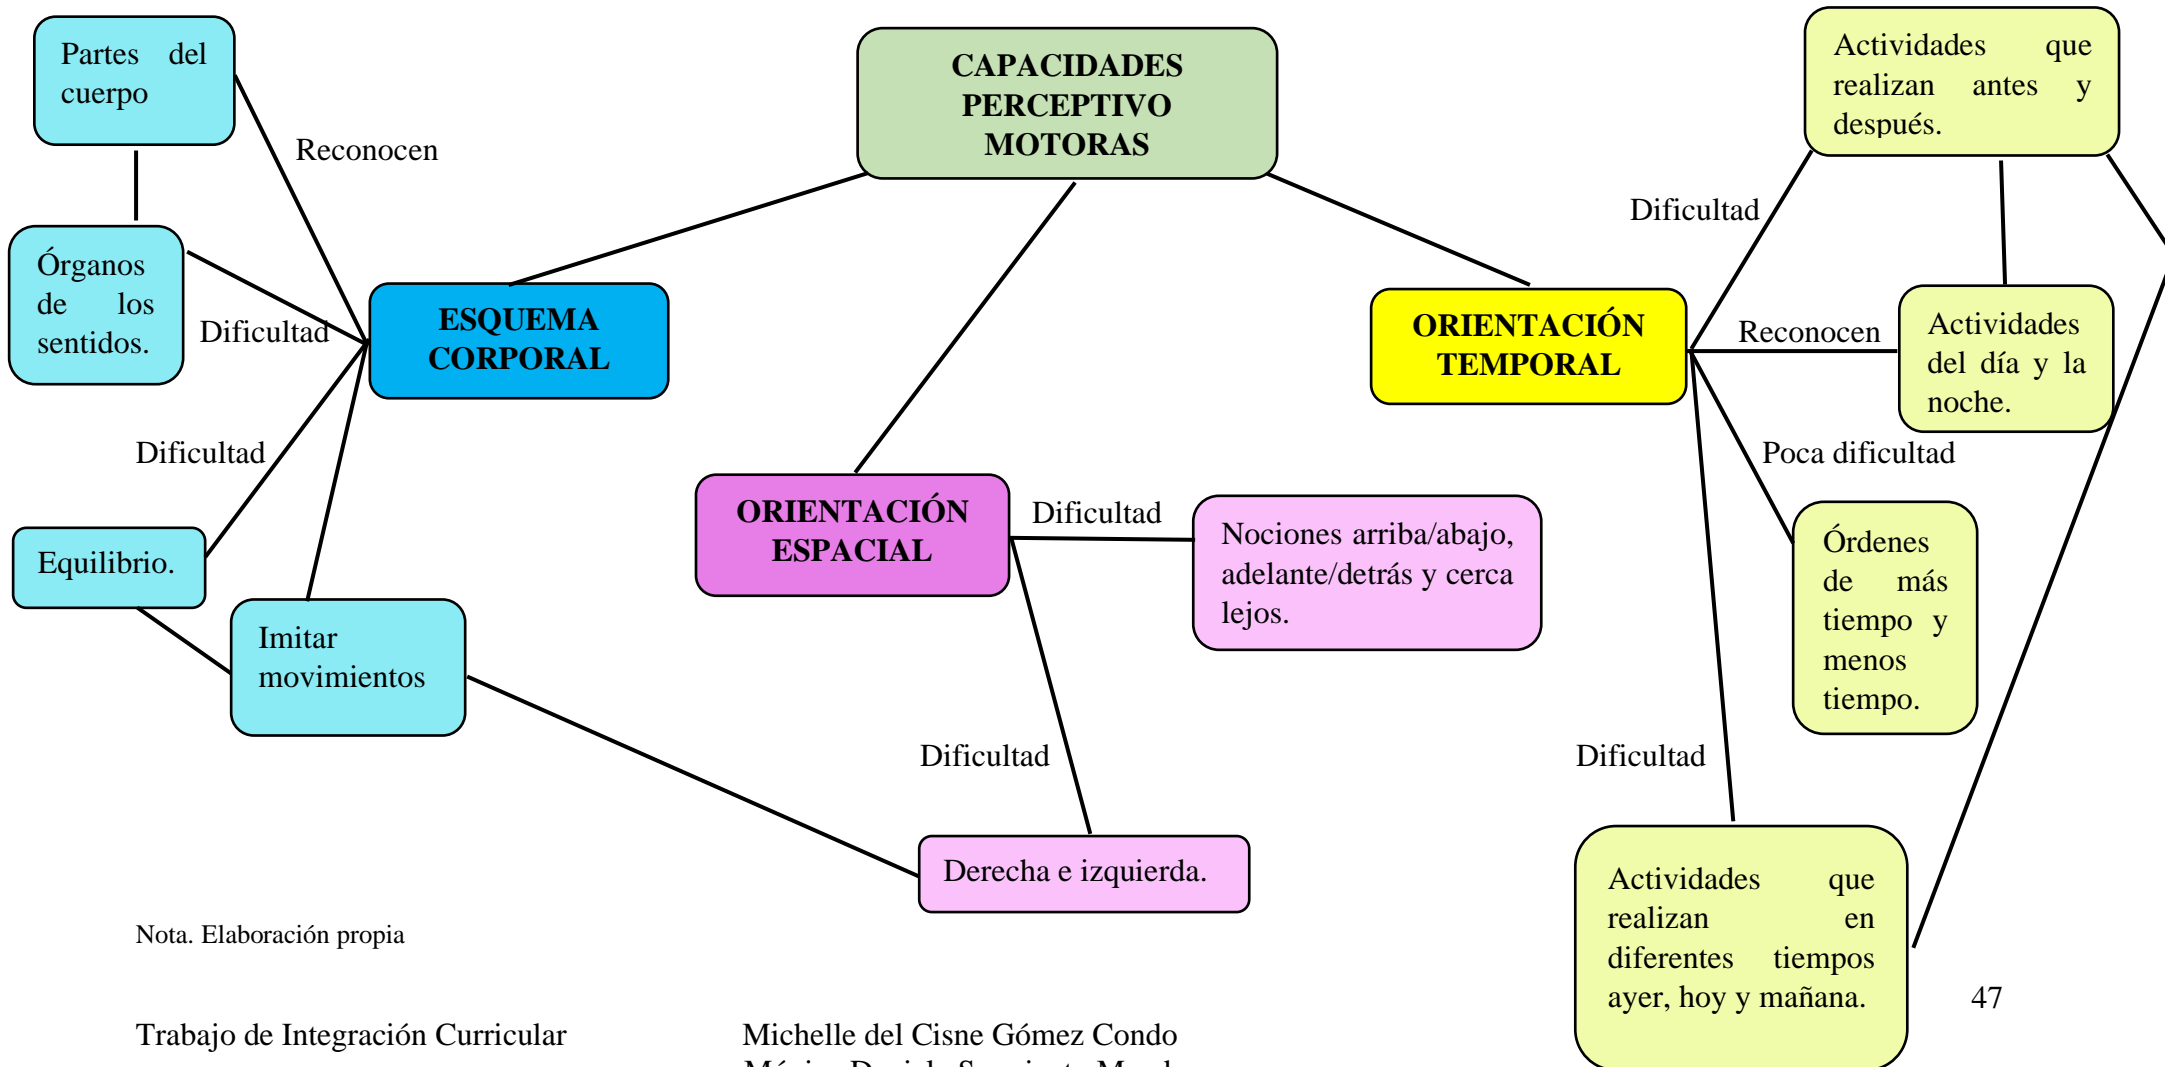 Partes del
cuerpo
Reconocen
Órganos
de los
sentidos.
Dificultad
CAPACIDADES
PERCEPTIVO
MOTORAS
ESQUEMA
CORPORAL
Dificultad
Equilibrio.
Imitar
movimientos
ORIENTACIÓN
ESPACIAL
Dificultad
Nociones arriba/abajo,
adelante/detrás y cerca
lejos.
Dificultad
Derecha e izquierda.
ORIENTACIÓN
TEMPORAL
Dificultad
Actividades que
realizan antes y
después.
Reconocen
Actividades
del día y la
noche.
Poca dificultad
Órdenes
de más
tiempo y
menos
tiempo.
Dificultad
Actividades que
realizan en
diferentes tiempos
ayer, hoy y mañana.
Nota. Elaboración propia
47
Trabajo de Integración Curricular
Michelle del Cisne Gómez Condo